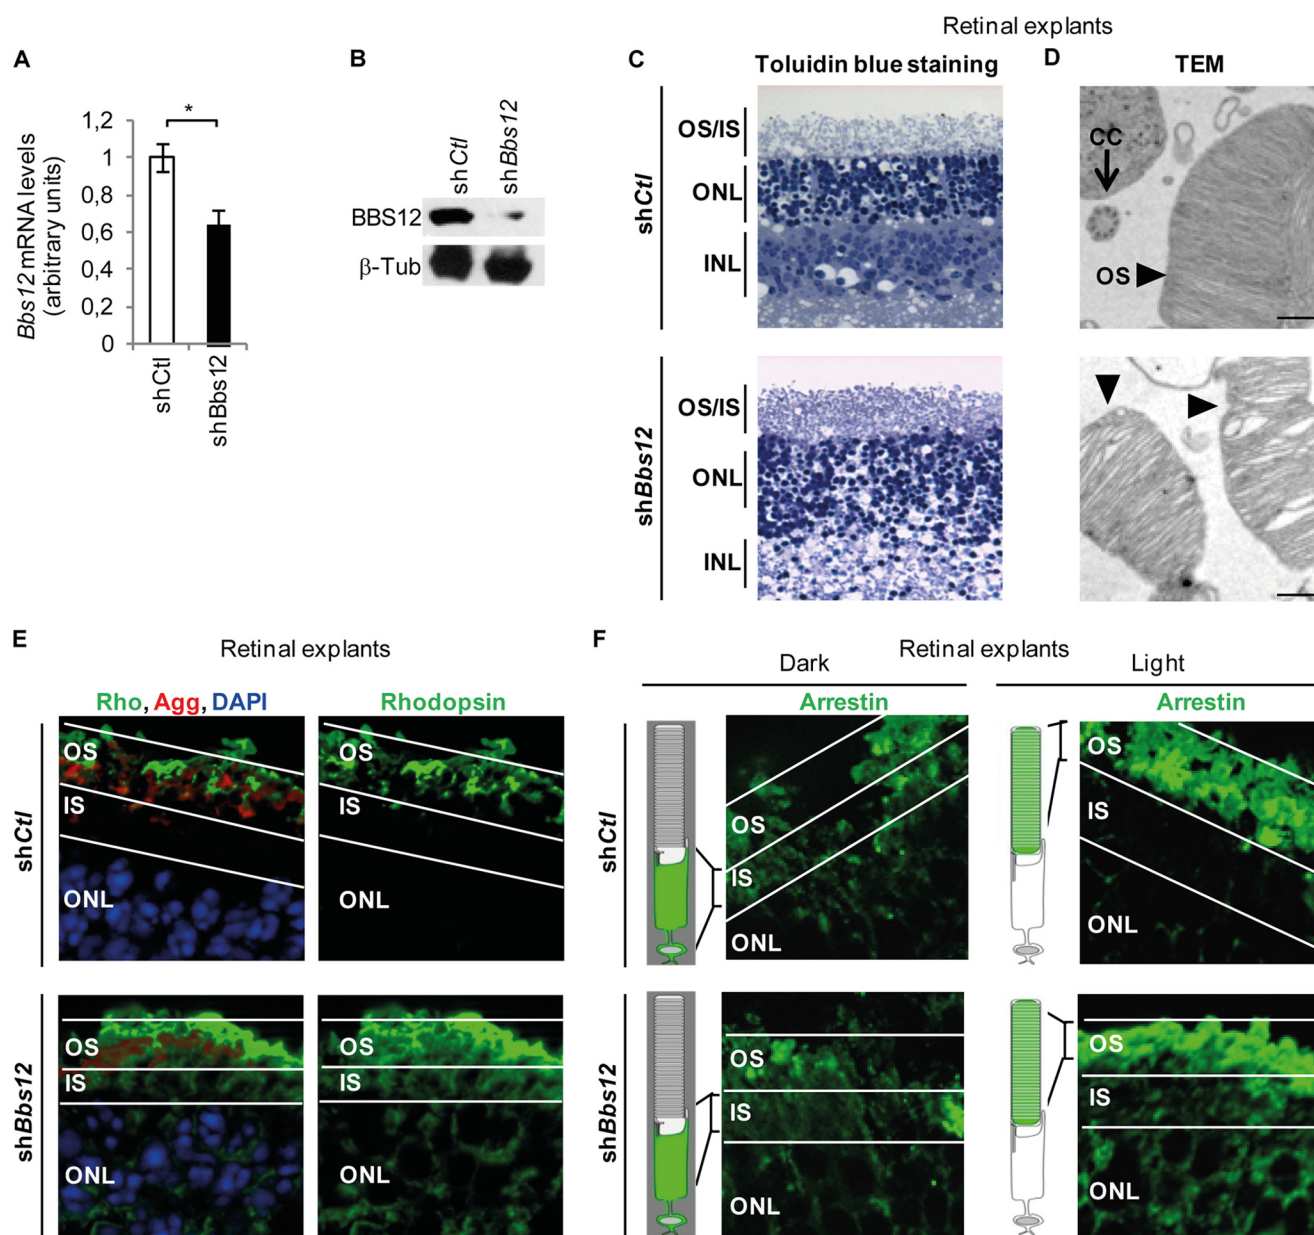 Retinal explants
A
B
C
D
Toluidin blue staining
TEM
*
1,2
1
0,8
0,6
0,4
0,2
0
Bbs12 mRNA levels
(arbitrary units)
shCtl
shBbs12
shCtl
shBbs12
BBS12
β-Tub
shCtl
OS/IS
ONL
INL
CC
OS
shBbs12
OS/IS
ONL
INL
E
Retinal explants
Rho, Agg, DAPI
Rhodopsin
shCtl
OS
IS
ONL
OS
IS
ONL
shBbs12
OS
IS
ONL
OS
IS
ONL
F
Retinal explants
Dark
Light
Arrestin
Arrestin
shCtl
OS
IS
ONL
OS
IS
ONL
shBbs12
OS
IS
ONL
OS
IS
ONL